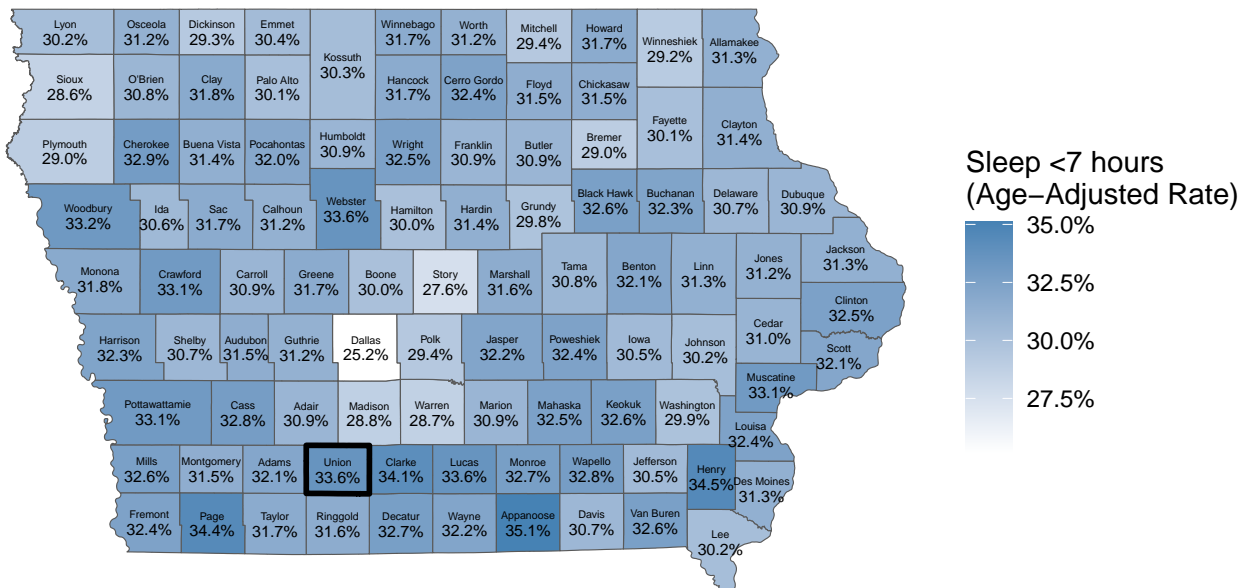 Lyon
30.2%
Osceola
31.2%
Dickinson
29.3%
Emmet
30.4%
Kossuth
30.3%
Winnebago
31.7%
Worth
31.2%
Mitchell
29.4%
Howard
31.7%
Winneshiek
29.2%
Allamakee
31.3%
Sioux
28.6%
O'Brien
30.8%
Clay
31.8%
Palo Alto
30.1%
Hancock
31.7%
Cerro Gordo
32.4%
Floyd
31.5%
Chickasaw
31.5%
Fayette
30.1%
Clayton
31.4%
Plymouth
29.0%
Cherokee
32.9%
Buena Vista
31.4%
Pocahontas
32.0%
Humboldt
30.9%
Wright
32.5%
Franklin
30.9%
Butler
30.9%
Bremer
29.0%
Woodbury
33.2%
Ida
30.6%
Sac
31.7%
Calhoun
31.2%
Webster
33.6%
Hamilton
30.0%
Hardin
31.4%
Grundy
29.8%
Black Hawk
32.6%
Buchanan
32.3%
Delaware
30.7%
Dubuque
30.9%
Monona
31.8%
Crawford
33.1%
Carroll
30.9%
Greene
31.7%
Boone
30.0%
Story
27.6%
Marshall
31.6%
Tama
30.8%
Benton
32.1%
Linn
31.3%
Jones
31.2%
Jackson
31.3%
Clinton
32.5%
Harrison
32.3%
Shelby
30.7%
Audubon
31.5%
Guthrie
31.2%
Dallas
25.2%
Polk
29.4%
Jasper
32.2%
Poweshiek
32.4%
Iowa
30.5%
Johnson
30.2%
Cedar
31.0%
Scott
32.1%
Muscatine
33.1%
Pottawattamie
33.1%
Cass
32.8%
Adair
30.9%
Madison
28.8%
Warren
28.7%
Marion
30.9%
Mahaska
32.5%
Keokuk
32.6%
Washington
29.9%
Louisa
32.4%
Mills
32.6%
Montgomery
31.5%
Adams
32.1%
Union
33.6%
Clarke
34.1%
Lucas
33.6%
Monroe
32.7%
Wapello
32.8%
Jefferson
30.5%
Henry
34.5%
Des Moines
31.3%
Fremont
32.4%
Page
34.4%
Taylor
31.7%
Ringgold
31.6%
Decatur
32.7%
Wayne
32.2%
Appanoose
35.1%
Davis
30.7%
Van Buren
32.6%
Lee
30.2%
Sleep <7 hours
(Age−Adjusted Rate)
35.0%
32.5%
30.0%
27.5%